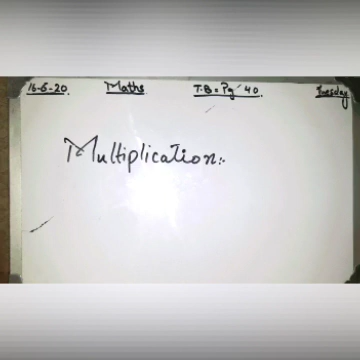 16-6-20. Maths T.B = Pg 40. Tuesday
Multiplication:-